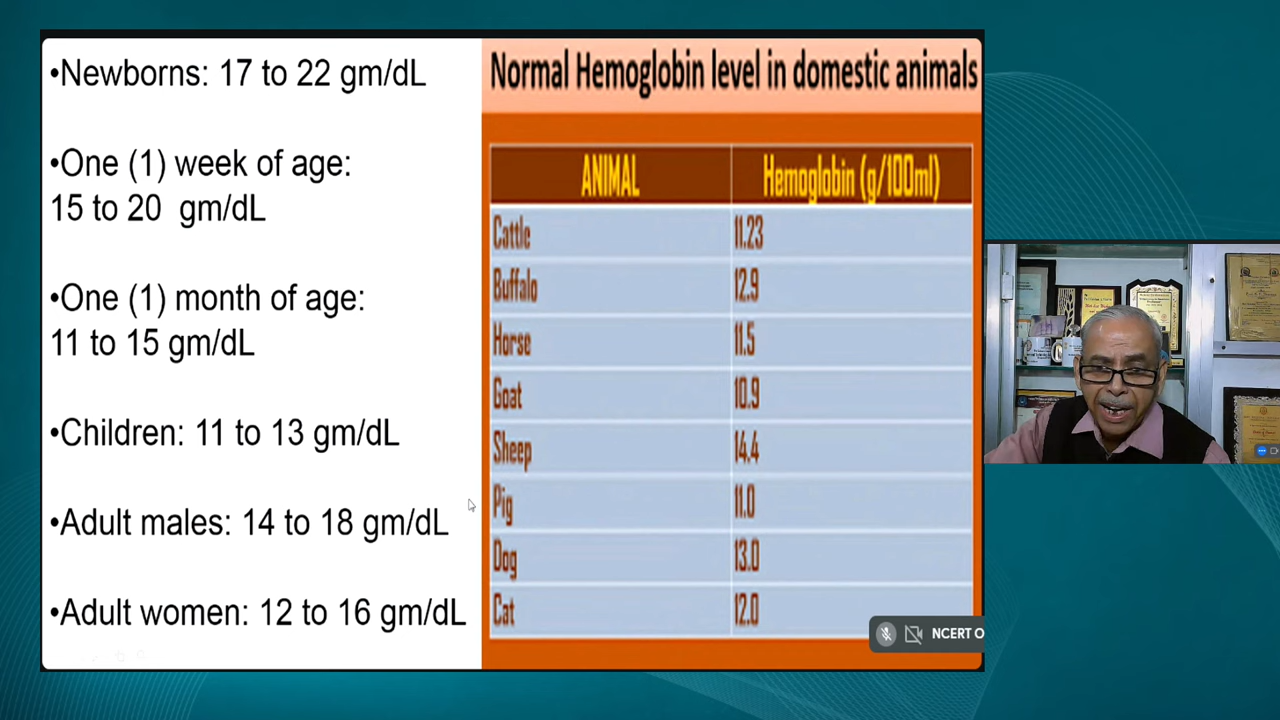 •Newborns: 17 to 22 gm/dL
•One (1) week of age:
15 to 20 gm/dL
•One (1) month of age:
11 to 15 gm/dL
•Children: 11 to 13 gm/dL
•Adult males: 14 to 18 gm/dL
•Adult women: 12 to 16 gm/dL
Normal Hemoglobin level in domestic animals
ANIMAL Hemoglobin (g/100ml)
Cattle 11.23
Buffalo 12.9
Horse 11.5
Goat 10.9
Sheep 14.4
Pig 11.0
Dog 13.0
Cat 12.0
NCERT O